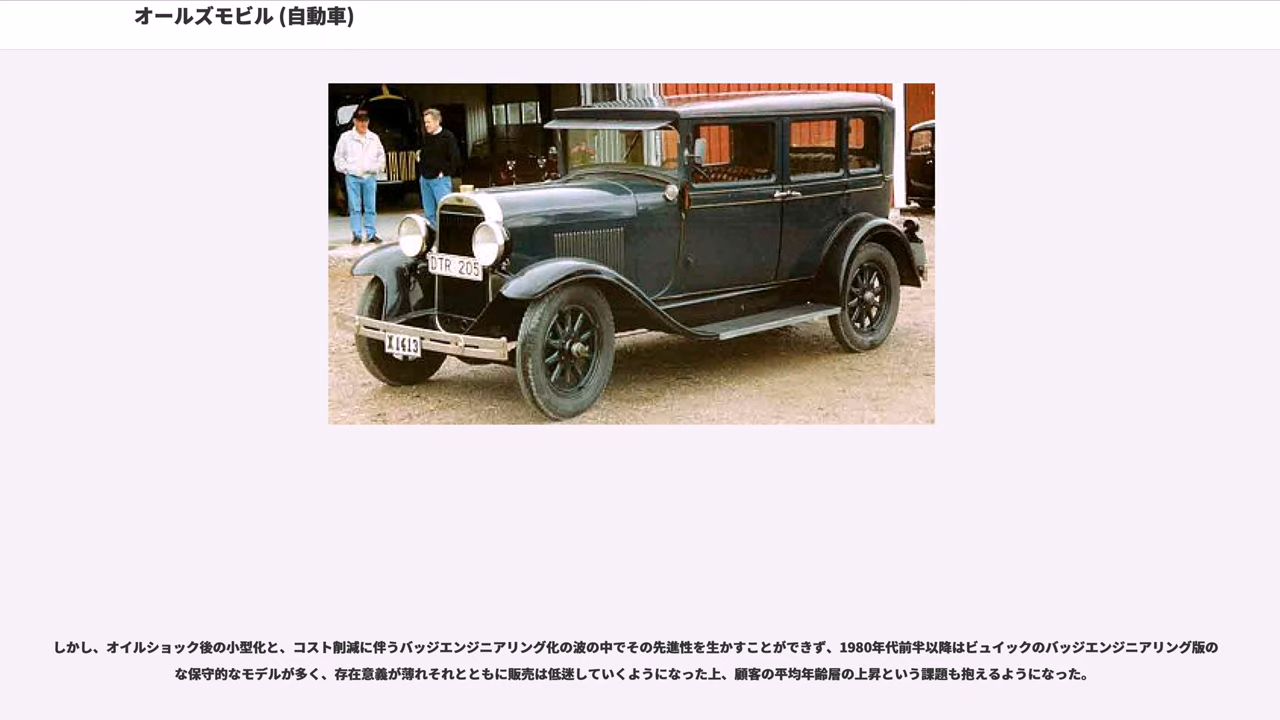 オールズモビル (自動車)
DTR 205
X1413
しかし、オイルショック後の小型化と、コスト削減に伴うバッジエンジニアリング化の波の中でその先進性を生かすことができず、1980年代前半以降はビュイックのバッジエンジニアリング版の
な保守的なモデルが多く、存在意義が薄れそれとともに販売は低迷していくようになった上、顧客の平均年齢層の上昇という課題も抱えるようになった。